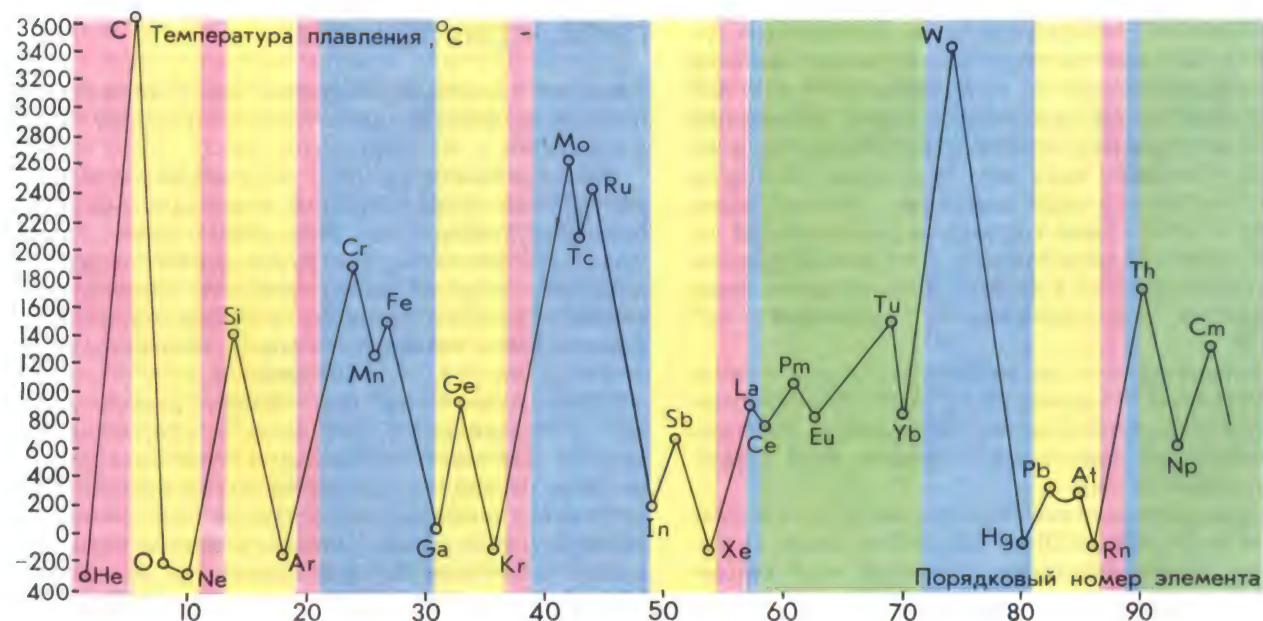 Температура плавления, °C
3600
3400
3200
3000
2800
2600
2400
2200
2000
1800
1600
1400
1200
1000
800
600
400
200
0
-200
400
C
He
O
Ne
Si
Ar
Cr
Mn
Fe
Ga
Ge
Kr
Mo
Tc
Ru
In
Sb
Xe
La
Ce
Pm
Eu
Tu
Yb
W
Hg
Pb
At
Rn
Th
Np
Cm
Порядковый номер элемента
10 20 30 40 50 60 70 80 90